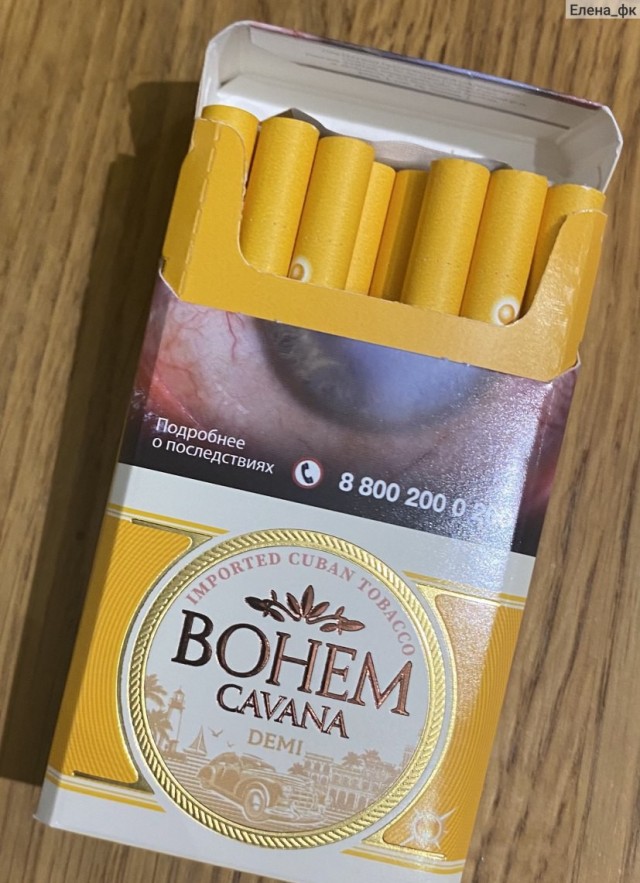 Елена_фк
Подробнее
о последствиях
8 800 200 0
IMPORTED CUBAN TOBACCO
BOHEM
CAVANA
DEMI